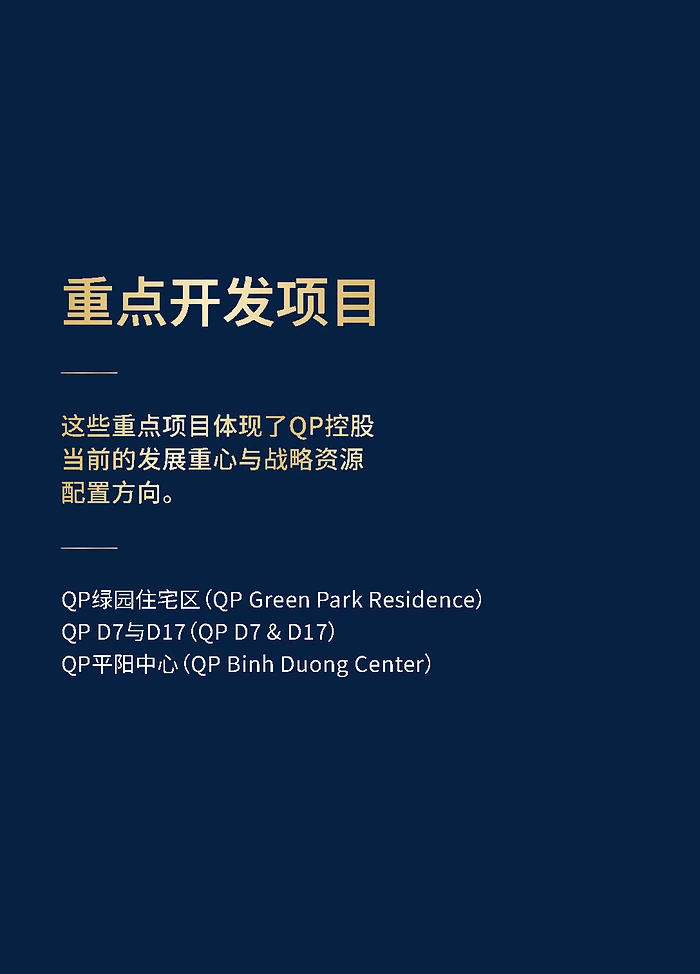 重点开发项目
这些重点项目体现了QP控股
当前的发展重心与战略资源
配置方向。
QP绿园住宅区（QP Green Park Residence）
QP D7与D17（QP D7 & D17）
QP平阳中心（QP Binh Duong Center）